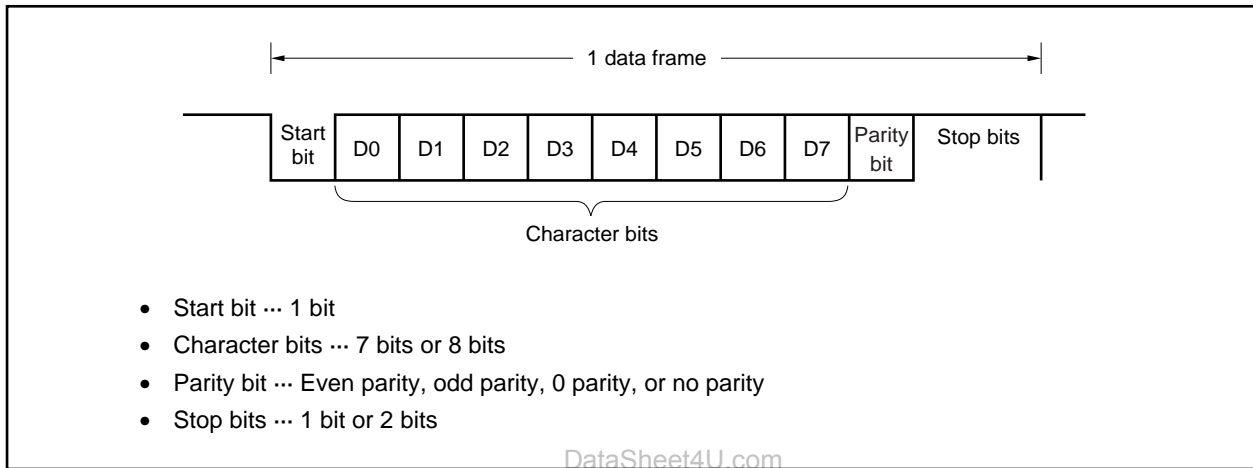 1 data frame
Start
bit
D0 D1 D2 D3 D4 D5 D6 D7
Parity
bit
Stop bits
Character bits
• Start bit ··· 1 bit
• Character bits ··· 7 bits or 8 bits
• Parity bit ··· Even parity, odd parity, 0 parity, or no parity
• Stop bits ··· 1 bit or 2 bits
DataSheet4U.com